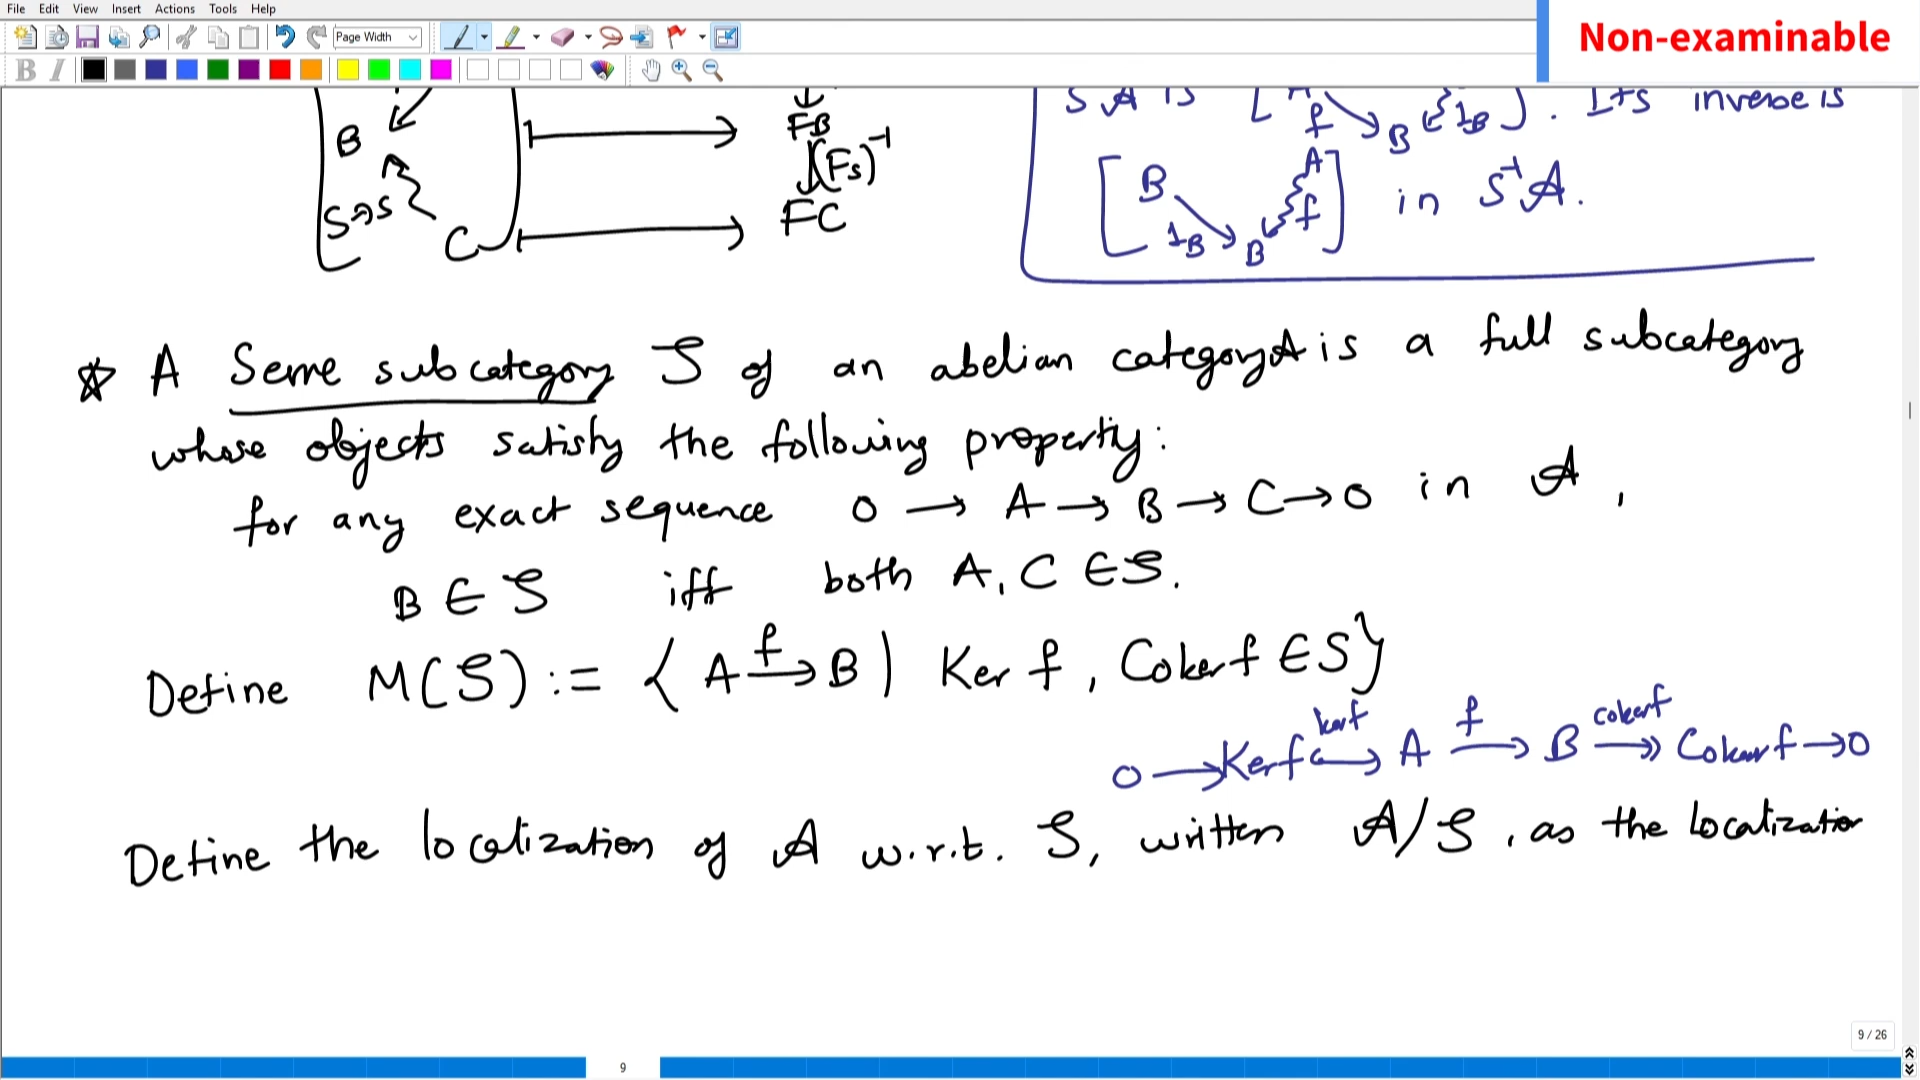 File Edit View Insert Actions Tools Help
Page Width
Non-examinable
B FB
(Fs)⁻¹
S∋s C FC
f B 1_B ] . Its inverse is
[ B 1_B B A f ] in S⁻¹𝒜.
☆ A Serre subcategory 𝒮 of an abelian category 𝒜 is a full subcategory
whose objects satisfy the following property:
for any exact sequence 0 → A → B → C → 0 in 𝒜 ,
B ∈ 𝒮 iff both A, C ∈ 𝒮.
Define M(𝒮) := { A →f B | Ker f , Coker f ∈ S }
0 → Ker f ↪ker f A →f B ↠coker f Coker f → 0
Define the localization of 𝒜 w.r.t. 𝒮, written 𝒜/𝒮 , as the localization
9 / 26
9